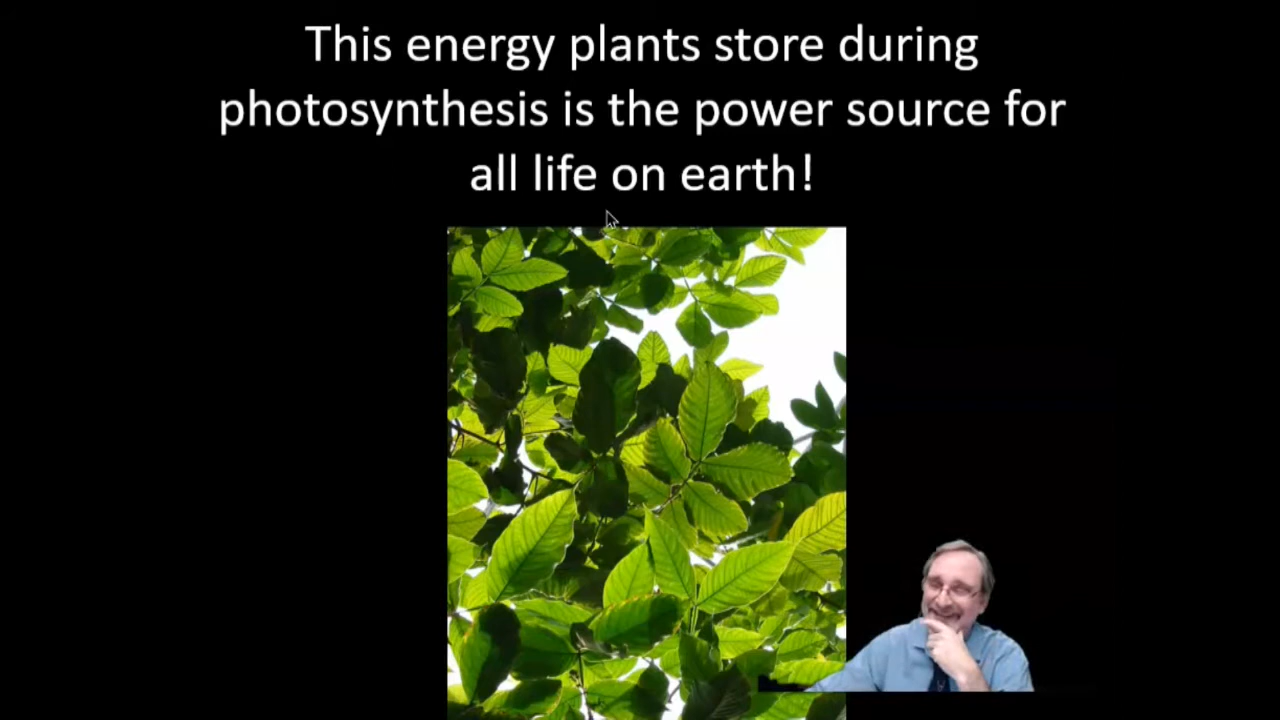 This energy plants store during
photosynthesis is the power source for
all life on earth!